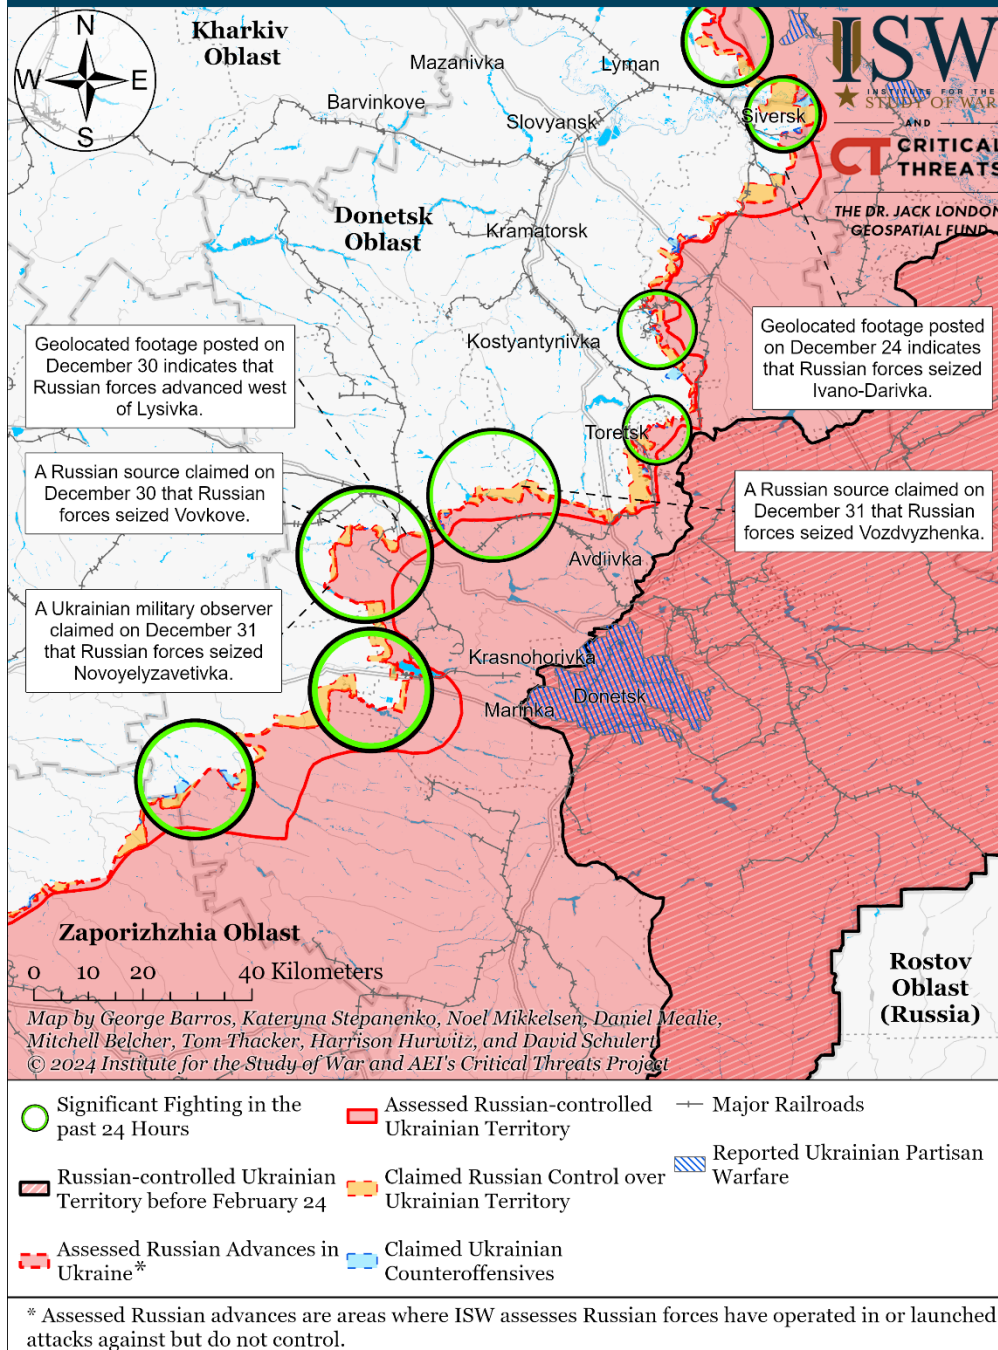 N
W
E
S
Kharkiv
Oblast
Mazanivka
Lyman
Barvinkove
Slovyansk
Siversk
ISW
INSTITUTE FOR THE
STUDY OF WAR
AND
CT CRITICAL
THREATS
THE DR. JACK LONDON
GEOSPATIAL FUND
Donetsk
Oblast
Kramatorsk
Kostyantynivka
Geolocated footage posted on
December 30 indicates that
Russian forces advanced west
of Lysivka.
Geolocated footage posted
on December 24 indicates
that Russian forces seized
Ivano-Darivka.
Toretsk
A Russian source claimed on
December 30 that Russian
forces seized Vovkove.
A Russian source claimed on
December 31 that Russian
forces seized Vozdvyzhenka.
Avdiivka
A Ukrainian military observer
claimed on December 31
that Russian forces seized
Novoyelyzavetivka.
Krasnohorivka
Donetsk
Marinka
Zaporizhzhia Oblast
0 10 20 40 Kilometers
Rostov
Oblast
(Russia)
Map by George Barros, Kateryna Stepanenko, Noel Mikkelsen, Daniel Mealie,
Mitchell Belcher, Tom Thacker, Harrison Hurwitz, and David Schulert
© 2024 Institute for the Study of War and AEI's Critical Threats Project
Significant Fighting in the
past 24 Hours
Russian-controlled Ukrainian
Territory before February 24
Assessed Russian Advances in
Ukraine*
Assessed Russian-controlled
Ukrainian Territory
Claimed Russian Control over
Ukrainian Territory
Claimed Ukrainian
Counteroffensives
Major Railroads
Reported Ukrainian Partisan
Warfare
* Assessed Russian advances are areas where ISW assesses Russian forces have operated in or launched
attacks against but do not control.